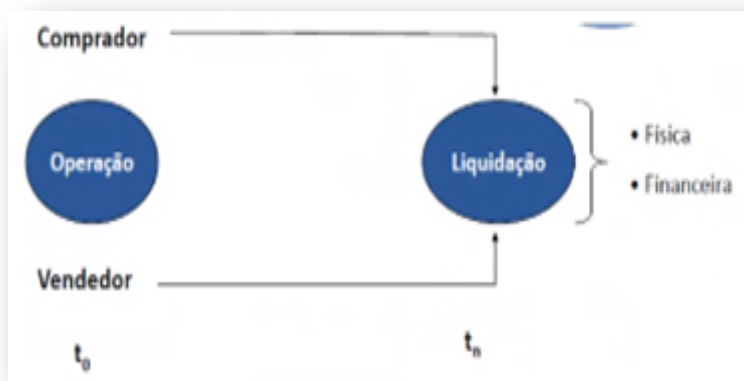 Comprador
Operação
Liquidação
• Física
• Financeira
Vendedor
t₀
tₙ